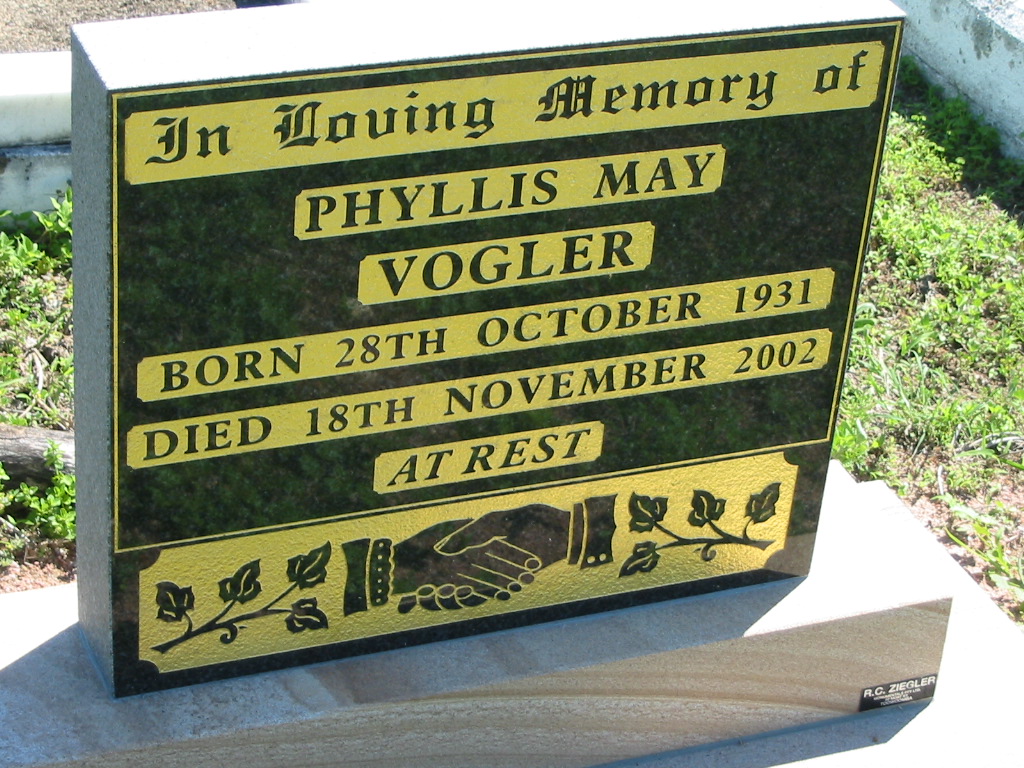 In Loving Memory of
PHYLLIS MAY
VOGLER
BORN 28TH OCTOBER 1931
DIED 18TH NOVEMBER 2002
AT REST
R.C. ZIEGLER